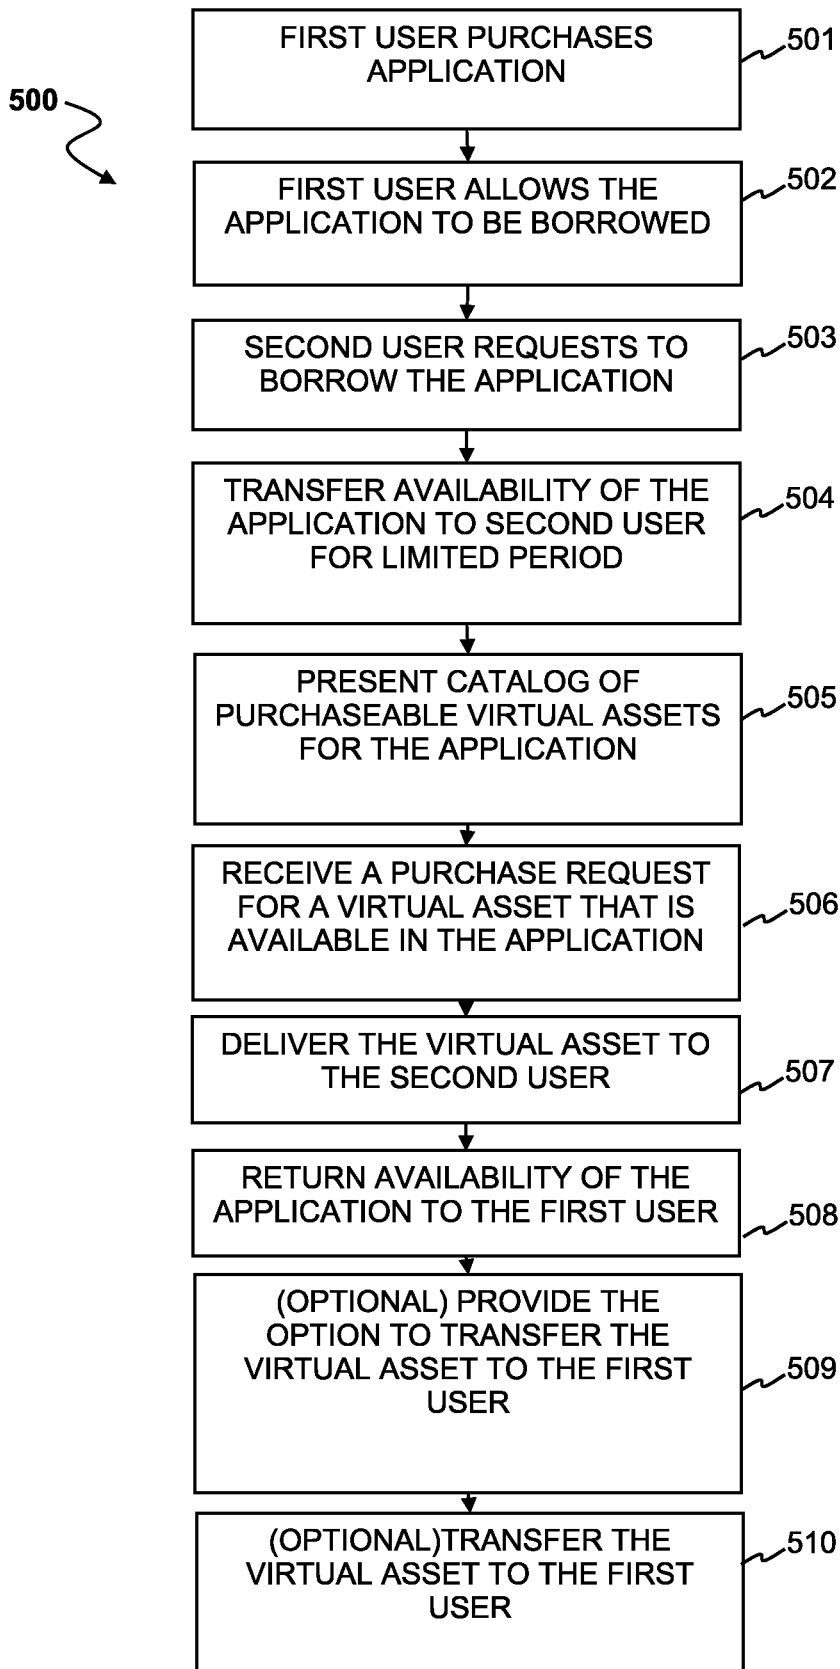 500
FIRST USER PURCHASES
APPLICATION
501
FIRST USER ALLOWS THE
APPLICATION TO BE BORROWED
502
SECOND USER REQUESTS TO
BORROW THE APPLICATION
503
TRANSFER AVAILABILITY OF THE
APPLICATION TO SECOND USER
FOR LIMITED PERIOD
504
PRESENT CATALOG OF
PURCHASEABLE VIRTUAL ASSETS
FOR THE APPLICATION
505
RECEIVE A PURCHASE REQUEST
FOR A VIRTUAL ASSET THAT IS
AVAILABLE IN THE APPLICATION
506
DELIVER THE VIRTUAL ASSET TO
THE SECOND USER
507
RETURN AVAILABILITY OF THE
APPLICATION TO THE FIRST USER
508
(OPTIONAL) PROVIDE THE
OPTION TO TRANSFER THE
VIRTUAL ASSET TO THE FIRST
USER
509
(OPTIONAL)TRANSFER THE
VIRTUAL ASSET TO THE FIRST
USER
510